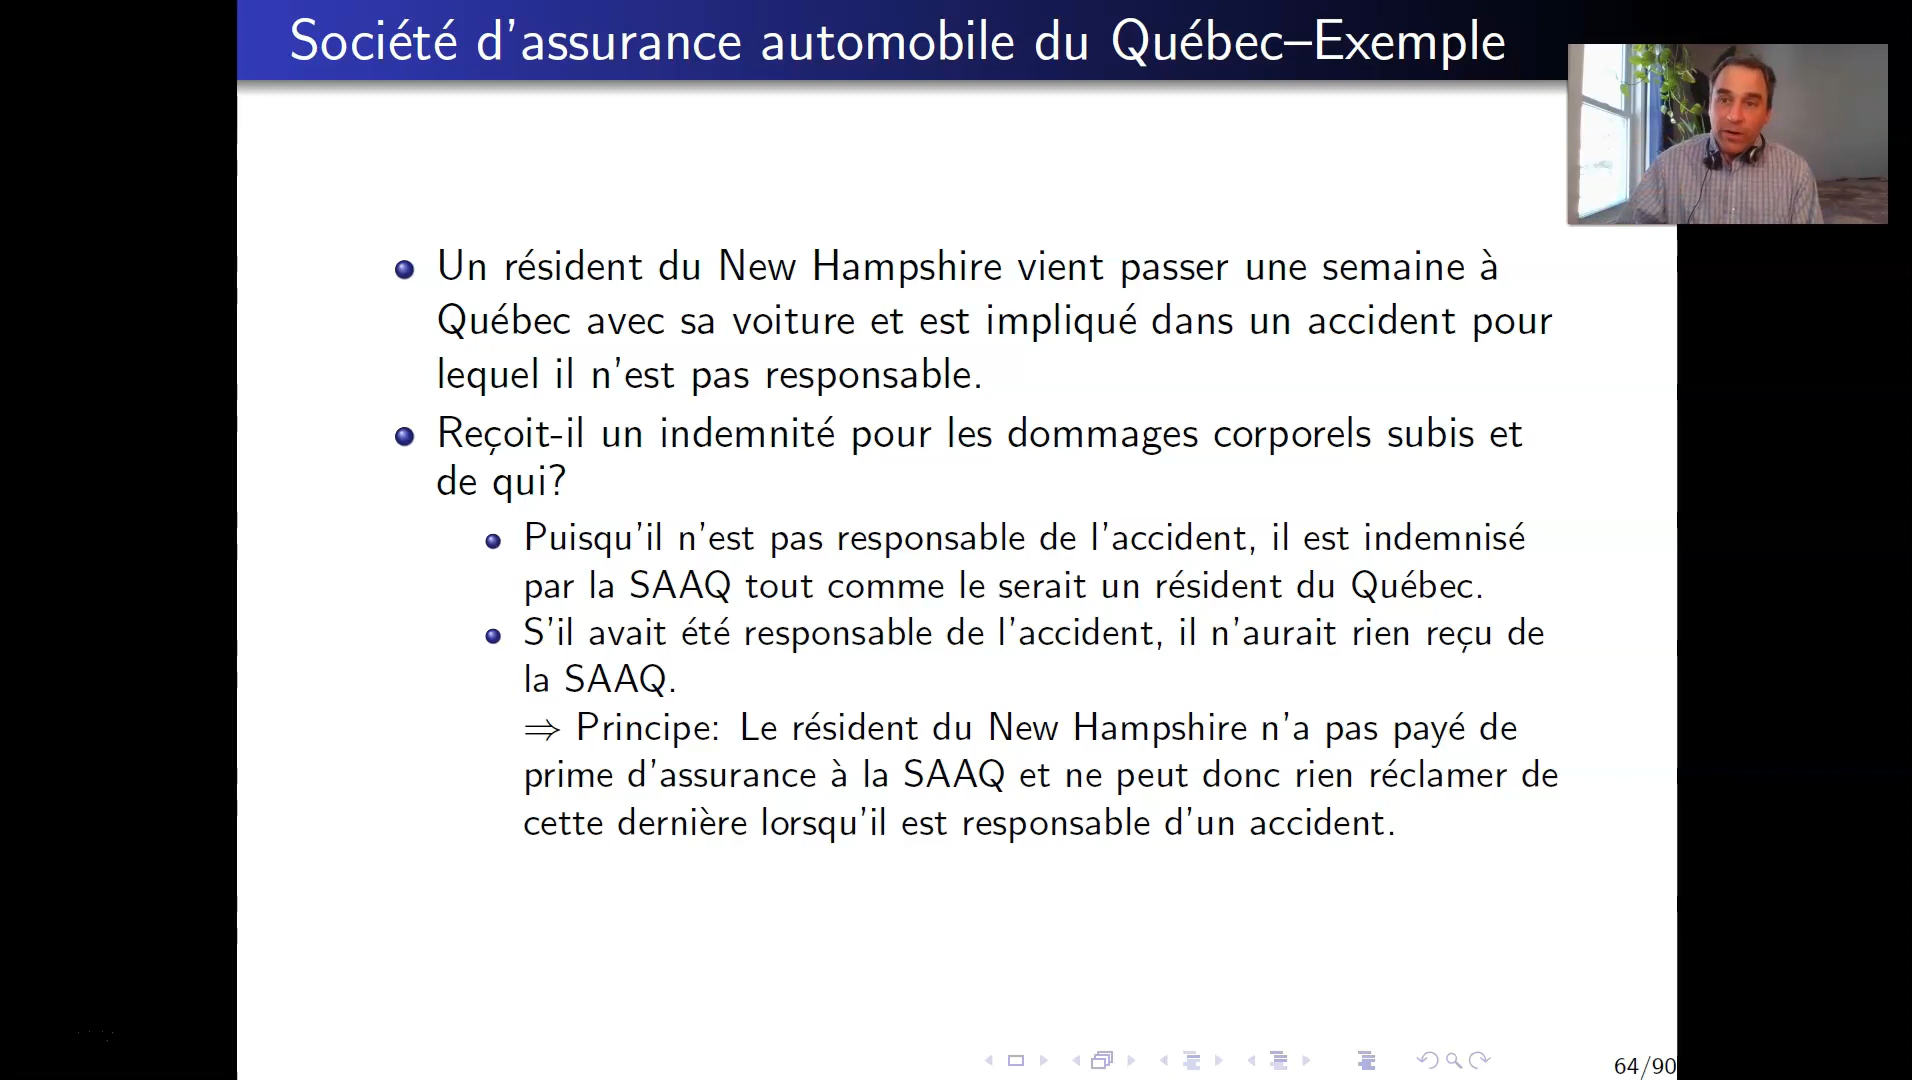 Société d'assurance automobile du Québec–Exemple
Un résident du New Hampshire vient passer une semaine à
Québec avec sa voiture et est impliqué dans un accident pour
lequel il n'est pas responsable.
Reçoit-il un indemnité pour les dommages corporels subis et
de qui?
Puisqu'il n'est pas responsable de l'accident, il est indemnisé
par la SAAQ tout comme le serait un résident du Québec.
S'il avait été responsable de l'accident, il n'aurait rien reçu de
la SAAQ.
⇒ Principe: Le résident du New Hampshire n'a pas payé de
prime d'assurance à la SAAQ et ne peut donc rien réclamer de
cette dernière lorsqu'il est responsable d'un accident.
64/90